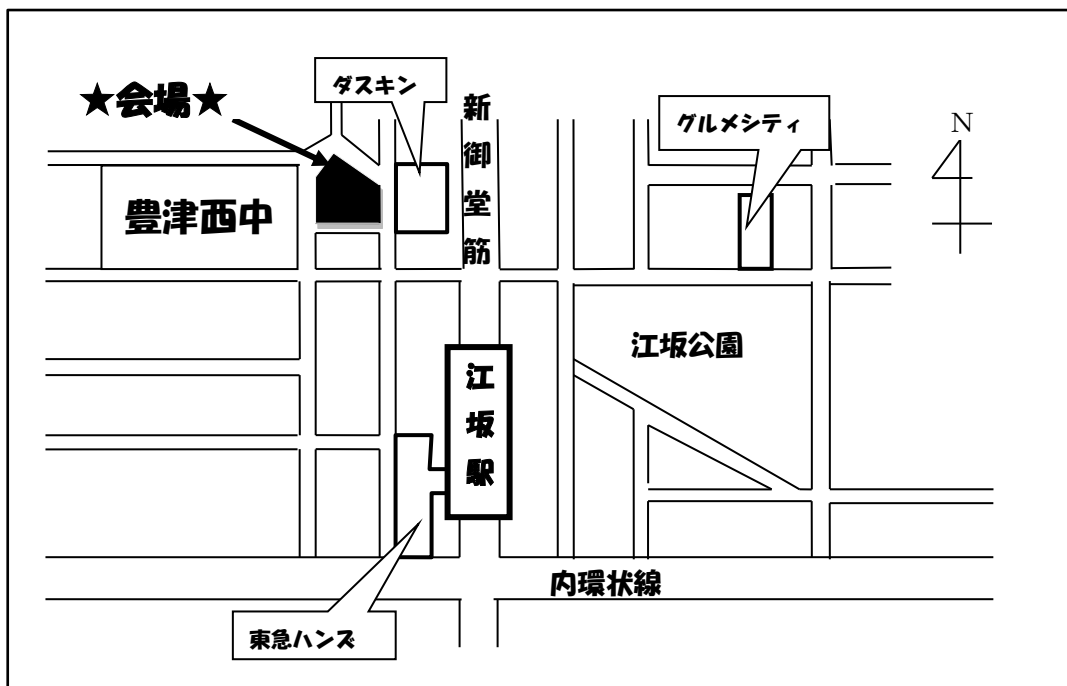 ★会場★
ダスキン
新御堂筋
グルメシティ
N
豊津西中
江坂公園
江坂駅
内環状線
東急ハンズ